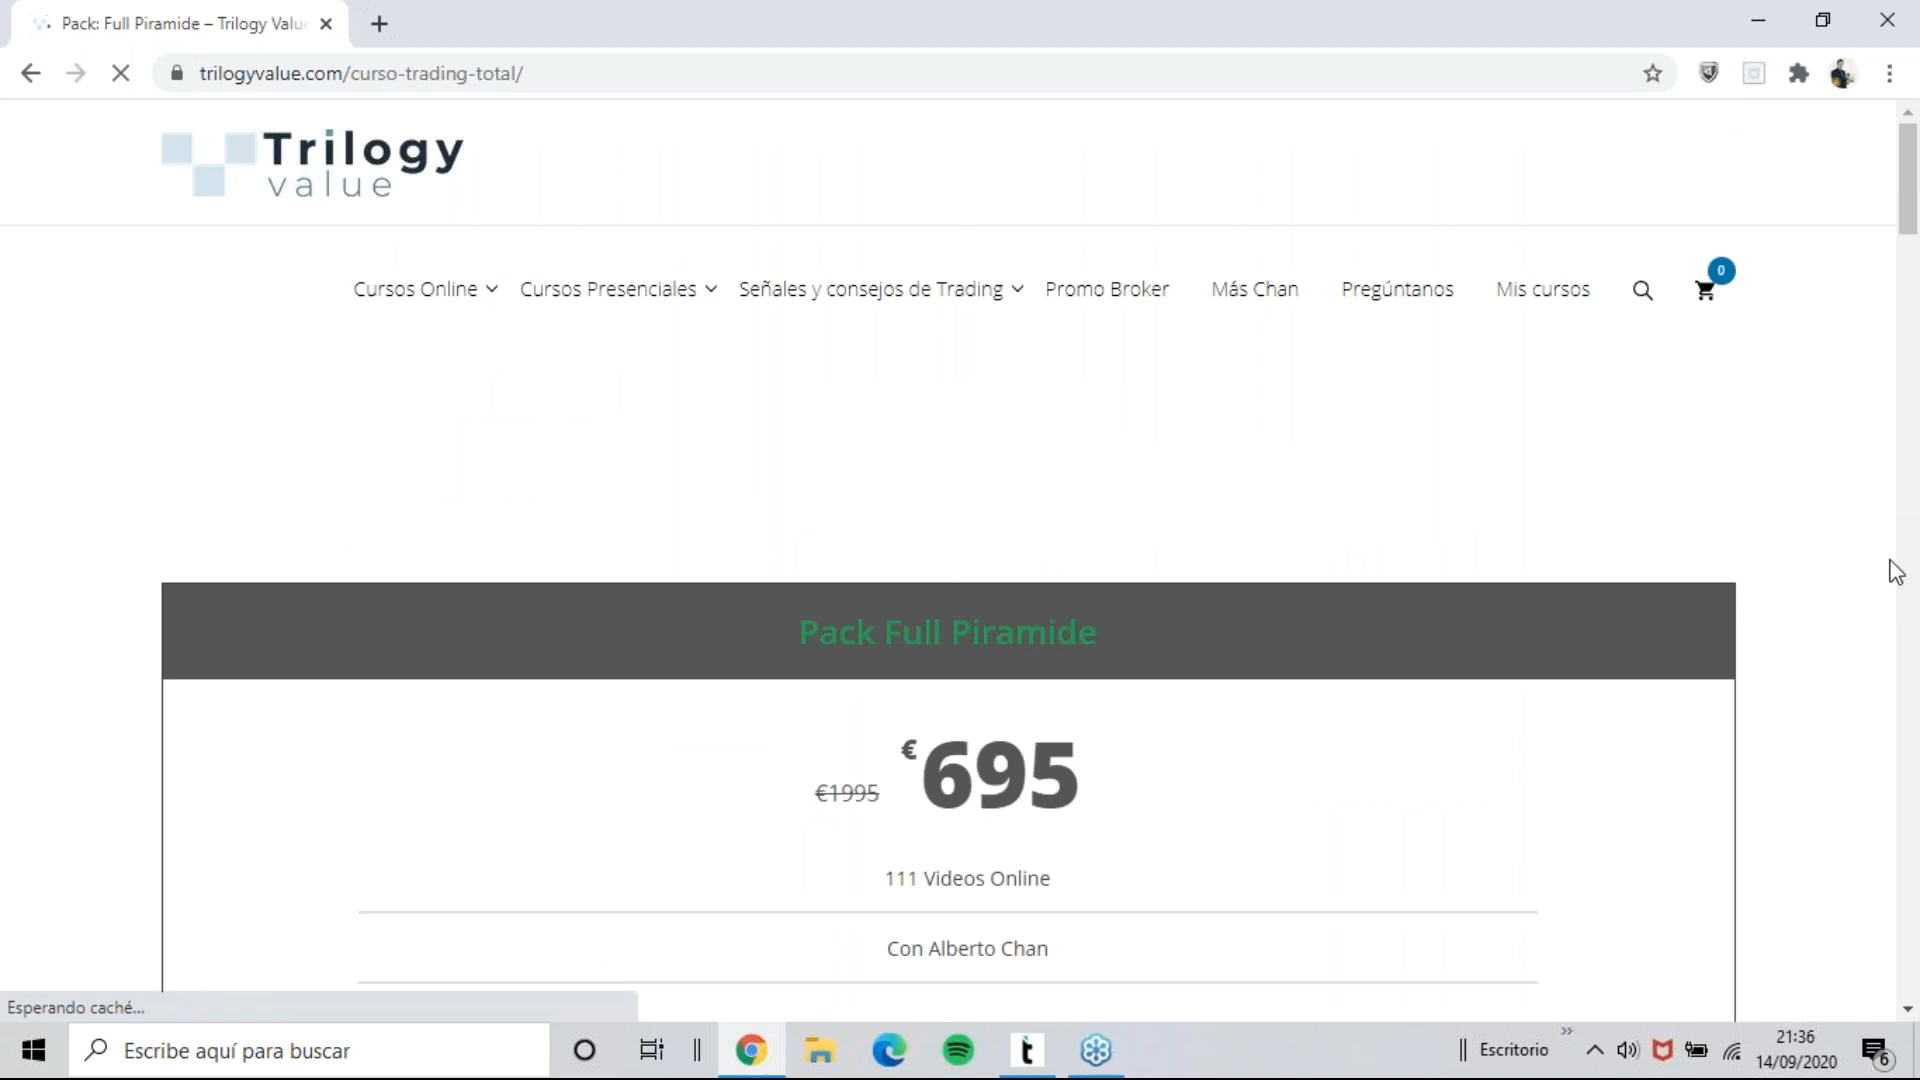 Pack: Full Piramide – Trilogy Valu
trilogyvalue.com/curso-trading-total/
Trilogy
value
Cursos Online Cursos Presenciales Señales y consejos de Trading Promo Broker Más Chan Pregúntanos Mis cursos 0
Pack Full Piramide
€1995 €695
111 Videos Online
Con Alberto Chan
Esperando caché...
Escribe aquí para buscar
Escritorio
21:36
14/09/2020
6